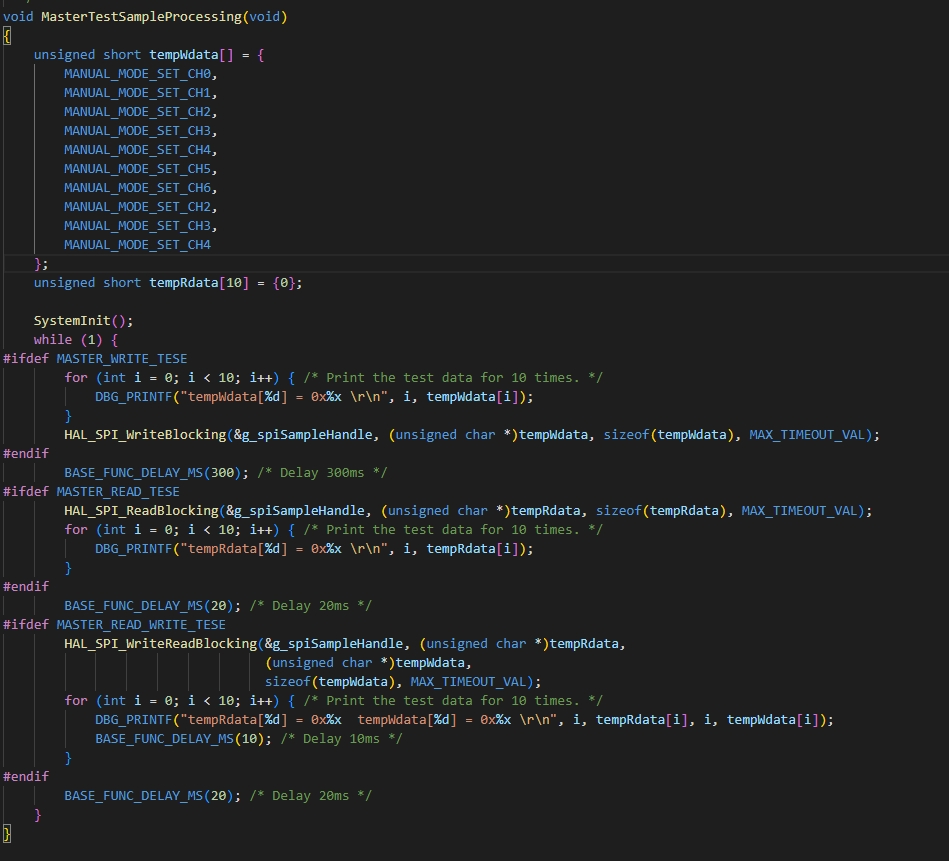 void MasterTestSampleProcessing(void)
{
    unsigned short tempWdata[] = {
        MANUAL_MODE_SET_CH0,
        MANUAL_MODE_SET_CH1,
        MANUAL_MODE_SET_CH2,
        MANUAL_MODE_SET_CH3,
        MANUAL_MODE_SET_CH4,
        MANUAL_MODE_SET_CH5,
        MANUAL_MODE_SET_CH6,
        MANUAL_MODE_SET_CH2,
        MANUAL_MODE_SET_CH3,
        MANUAL_MODE_SET_CH4
    };
    unsigned short tempRdata[10] = {0};

    SystemInit();
    while (1) {
#ifdef MASTER_WRITE_TESE
        for (int i = 0; i < 10; i++) { /* Print the test data for 10 times. */
            DBG_PRINTF("tempWdata[%d] = 0x%x \r\n", i, tempWdata[i]);
        }
        HAL_SPI_WriteBlocking(&g_spiSampleHandle, (unsigned char *)tempWdata, sizeof(tempWdata), MAX_TIMEOUT_VAL);
#endif
        BASE_FUNC_DELAY_MS(300); /* Delay 300ms */
#ifdef MASTER_READ_TESE
        HAL_SPI_ReadBlocking(&g_spiSampleHandle, (unsigned char *)tempRdata, sizeof(tempRdata), MAX_TIMEOUT_VAL);
        for (int i = 0; i < 10; i++) { /* Print the test data for 10 times. */
            DBG_PRINTF("tempRdata[%d] = 0x%x \r\n", i, tempRdata[i]);
        }
#endif
        BASE_FUNC_DELAY_MS(20); /* Delay 20ms */
#ifdef MASTER_READ_WRITE_TESE
        HAL_SPI_WriteReadBlocking(&g_spiSampleHandle, (unsigned char *)tempRdata,
                                  (unsigned char *)tempWdata,
                                  sizeof(tempWdata), MAX_TIMEOUT_VAL);
        for (int i = 0; i < 10; i++) { /* Print the test data for 10 times. */
            DBG_PRINTF("tempRdata[%d] = 0x%x  tempWdata[%d] = 0x%x \r\n", i, tempRdata[i], i, tempWdata[i]);
            BASE_FUNC_DELAY_MS(10); /* Delay 10ms */
        }
#endif
        BASE_FUNC_DELAY_MS(20); /* Delay 20ms */
    }
}